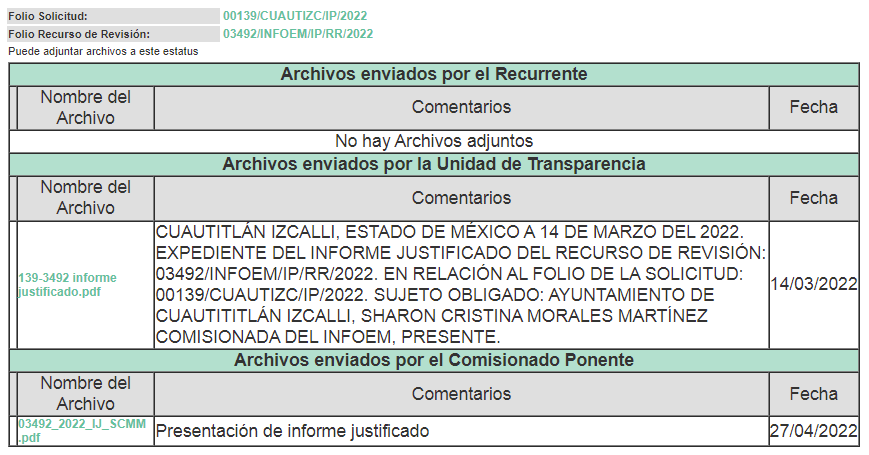 Folio Solicitud: 00139/CUAUTIZC/IP/2022
Folio Recurso de Revisión: 03492/INFOEM/IP/RR/2022
Puede adjuntar archivos a este estatus
Archivos enviados por el Recurrente
Nombre del Archivo Comentarios Fecha
No hay Archivos adjuntos
Archivos enviados por la Unidad de Transparencia
Nombre del Archivo Comentarios Fecha
139-3492 informe justificado.pdf
CUAUTITLÁN IZCALLI, ESTADO DE MÉXICO A 14 DE MARZO DEL 2022.
EXPEDIENTE DEL INFORME JUSTIFICADO DEL RECURSO DE REVISIÓN:
03492/INFOEM/IP/RR/2022. EN RELACIÓN AL FOLIO DE LA SOLICITUD:
00139/CUAUTIZC/IP/2022. SUJETO OBLIGADO: AYUNTAMIENTO DE
CUAUTITITLÁN IZCALLI, SHARON CRISTINA MORALES MARTÍNEZ
COMISIONADA DEL INFOEM, PRESENTE.
14/03/2022
Archivos enviados por el Comisionado Ponente
Nombre del Archivo Comentarios Fecha
03492_2022_IJ_SCMM.pdf Presentación de informe justificado 27/04/2022